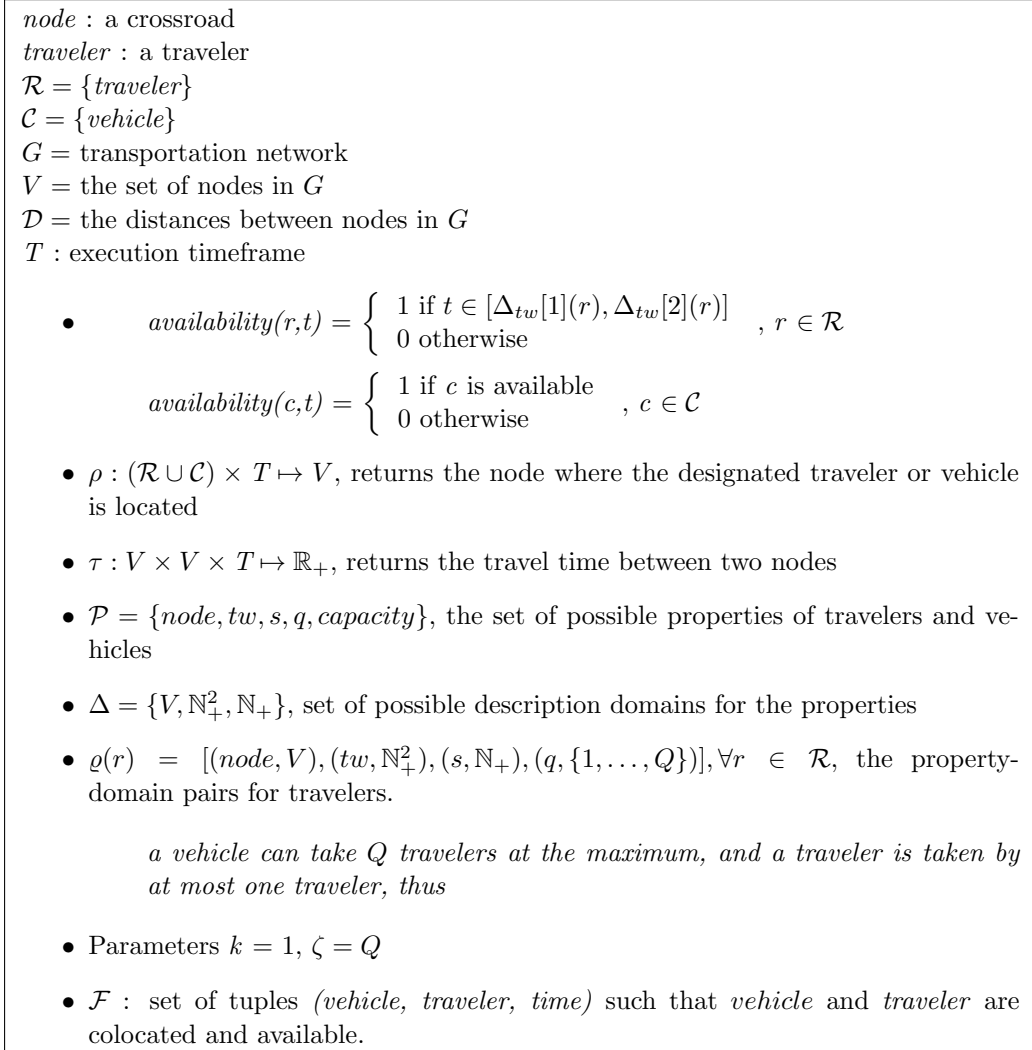 node : a crossroad
traveler : a traveler
ℛ = {traveler}
𝒞 = {vehicle}
G = transportation network
V = the set of nodes in G
𝒟 = the distances between nodes in G
T : execution timeframe
• availability(r,t) = { 1 if t ∈ [Δ_{tw}[1](r), Δ_{tw}[2](r)]
0 otherwise , r ∈ ℛ
availability(c,t) = { 1 if c is available
0 otherwise , c ∈ 𝒞
• ρ : (ℛ ∪ 𝒞) × T ↦ V, returns the node where the designated traveler or vehicle
is located
• τ : V × V × T ↦ ℝ₊, returns the travel time between two nodes
• 𝒫 = {node, tw, s, q, capacity}, the set of possible properties of travelers and ve-
hicles
• Δ = {V, ℕ₊², ℕ₊}, set of possible description domains for the properties
• ϱ(r) = [(node, V), (tw, ℕ₊²), (s, ℕ₊), (q, {1, . . . , Q})], ∀r ∈ ℛ, the property-
domain pairs for travelers.
a vehicle can take Q travelers at the maximum, and a traveler is taken by
at most one traveler, thus
• Parameters k = 1, ζ = Q
• ℱ : set of tuples (vehicle, traveler, time) such that vehicle and traveler are
colocated and available.